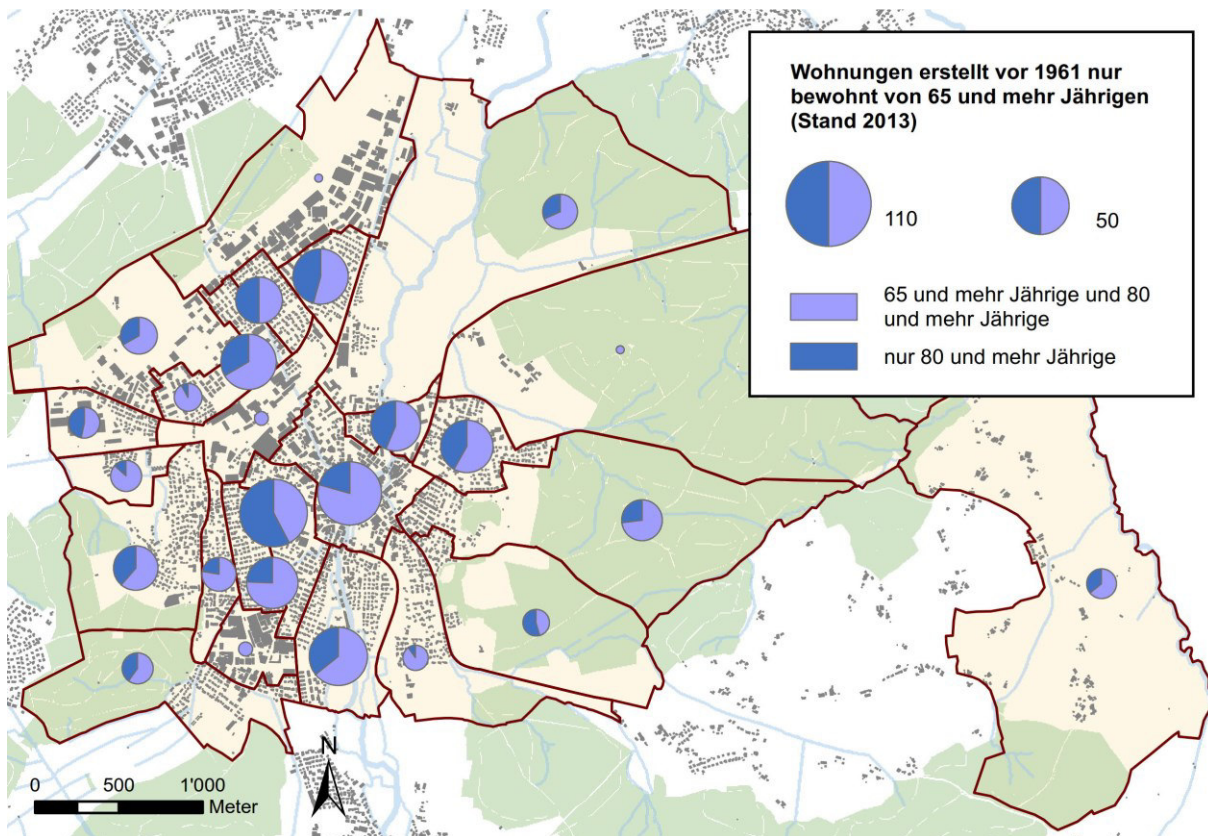 Wohnungen erstellt vor 1961 nur
bewohnt von 65 und mehr Jährigen
(Stand 2013)
110
50
65 und mehr Jährige und 80
und mehr Jährige
nur 80 und mehr Jährige
N
0 500 1'000
Meter